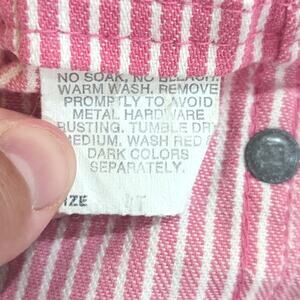 NO SOAK, NO BLEACH.
WARM WASH. REMOVE
PROMPTLY TO AVOID
METAL HARDWARE
RUSTING. TUMBLE DRY
MEDIUM. WASH RED
DARK COLORS
SEPARATELY.
SIZE 4T